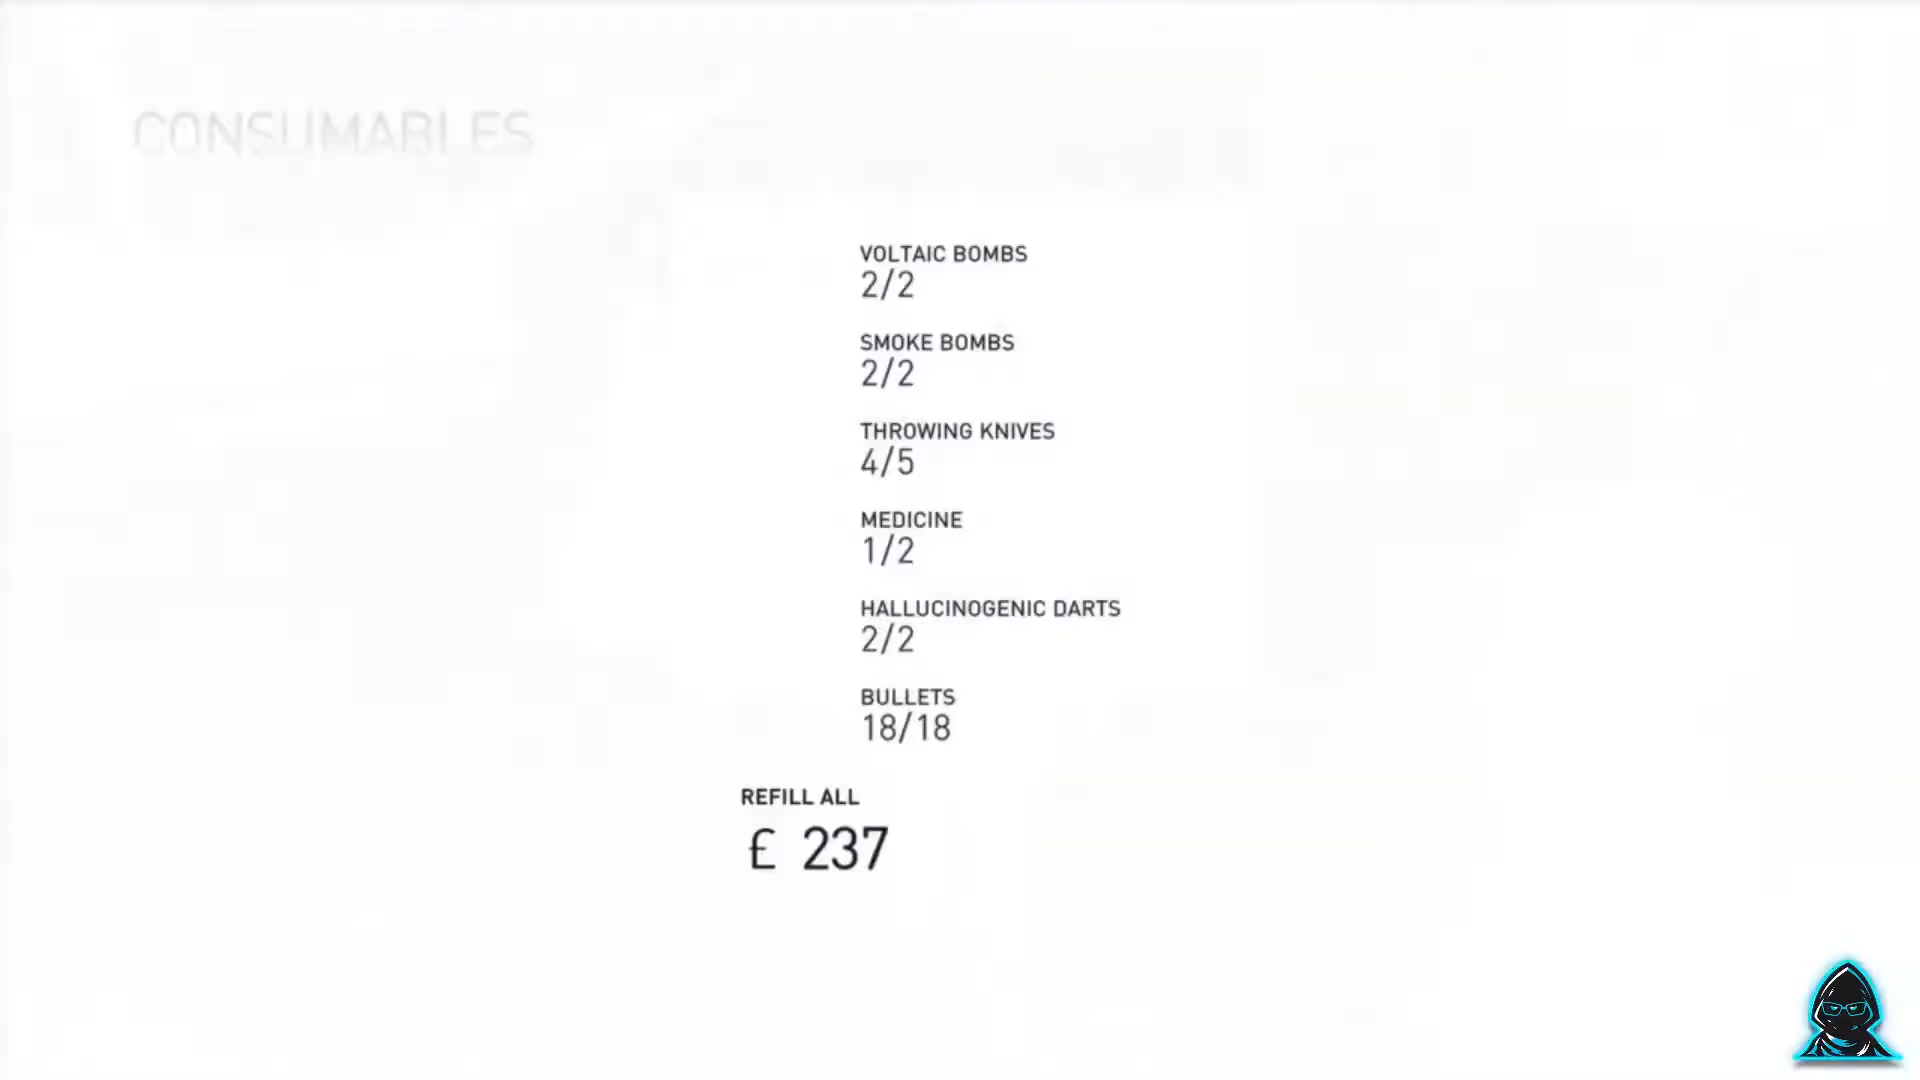 CONSUMABLES
VOLTAIC BOMBS
2/2
SMOKE BOMBS
2/2
THROWING KNIVES
4/5
MEDICINE
1/2
HALLUCINOGENIC DARTS
2/2
BULLETS
18/18
REFILL ALL
£ 237